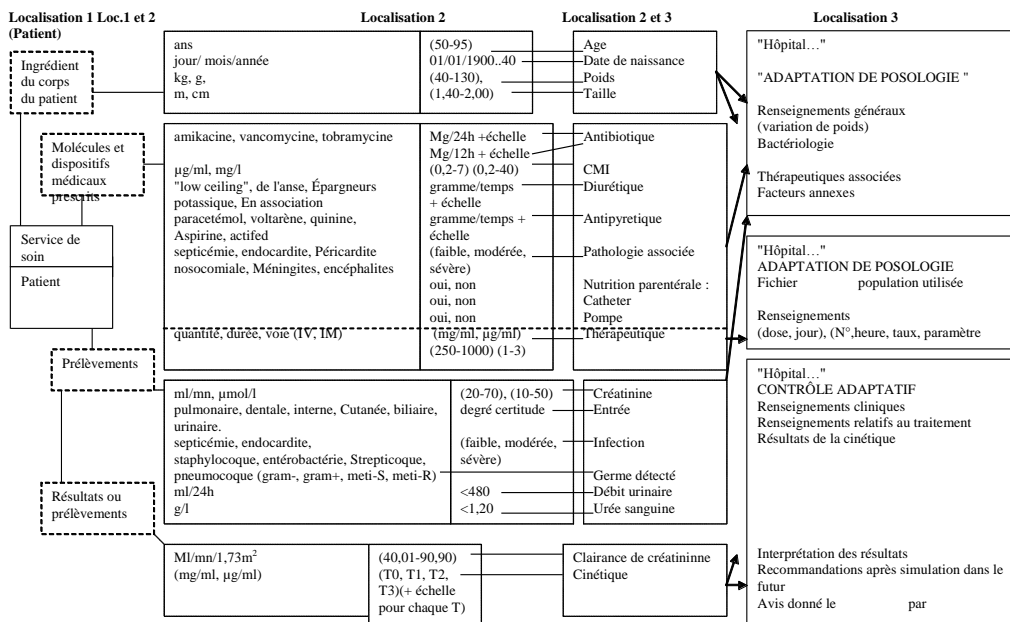 Localisation 1 Loc.1 et 2
(Patient)
Localisation 2
Localisation 2 et 3
Localisation 3
Ingrédient
du corps
du patient
Molécules et
dispositifs
médicaux
prescrits
Service de
soin
Patient
Prélèvements
Résultats ou
prélèvements
ans
jour/ mois/année
kg, g,
m, cm
(50-95)
01/01/1900..40
(40-130),
(1,40-2,00)
Age
Date de naissance
Poids
Taille
amikacine, vancomycine, tobramycine
µg/ml, mg/l
"low ceiling", de l'anse, Épargneurs
potassique, En association
paracetémol, voltarène, quinine,
Aspirine, actifed
septicémie, endocardite, Péricardite
nosocomiale, Méningites, encéphalites
quantité, durée, voie (IV, IM)
Mg/24h +échelle
Mg/12h + échelle
(0,2-7) (0,2-40)
gramme/temps
+ échelle
gramme/temps +
échelle
(faible, modérée,
sévère)
oui, non
oui, non
oui, non
(mg/ml, µg/ml)
(250-1000) (1-3)
Antibiotique
CMI
Diurétique
Antipyretique
Pathologie associée
Nutrition parentérale :
Catheter
Pompe
Thérapeutique
ml/mn, µmol/l
pulmonaire, dentale, interne, Cutanée, biliaire,
urinaire.
septicémie, endocardite,
staphylocoque, entérobactérie, Strepticoque,
pneumocoque (gram-, gram+, meti-S, meti-R)
ml/24h
g/l
(20-70), (10-50)
degré certitude
(faible, modérée,
sévère)
<480
<1,20
Créatinine
Entrée
Infection
Germe détecté
Débit urinaire
Urée sanguine
Ml/mn/1,73m²
(mg/ml, µg/ml)
(40,01-90,90)
(T0, T1, T2,
T3)(+ échelle
pour chaque T)
Clairance de créatininne
Cinétique
"Hôpital…"
"ADAPTATION DE POSOLOGIE "
Renseignements généraux
(variation de poids)
Bactériologie
Thérapeutiques associées
Facteurs annexes
"Hôpital…"
ADAPTATION DE POSOLOGIE
Fichier population utilisée
Renseignements
(dose, jour), (N°,heure, taux, paramètre
"Hôpital…"
CONTRÔLE ADAPTATIF
Renseignements cliniques
Renseignements relatifs au traitement
Résultats de la cinétique
Interprétation des résultats
Recommandations après simulation dans le
futur
Avis donné le par